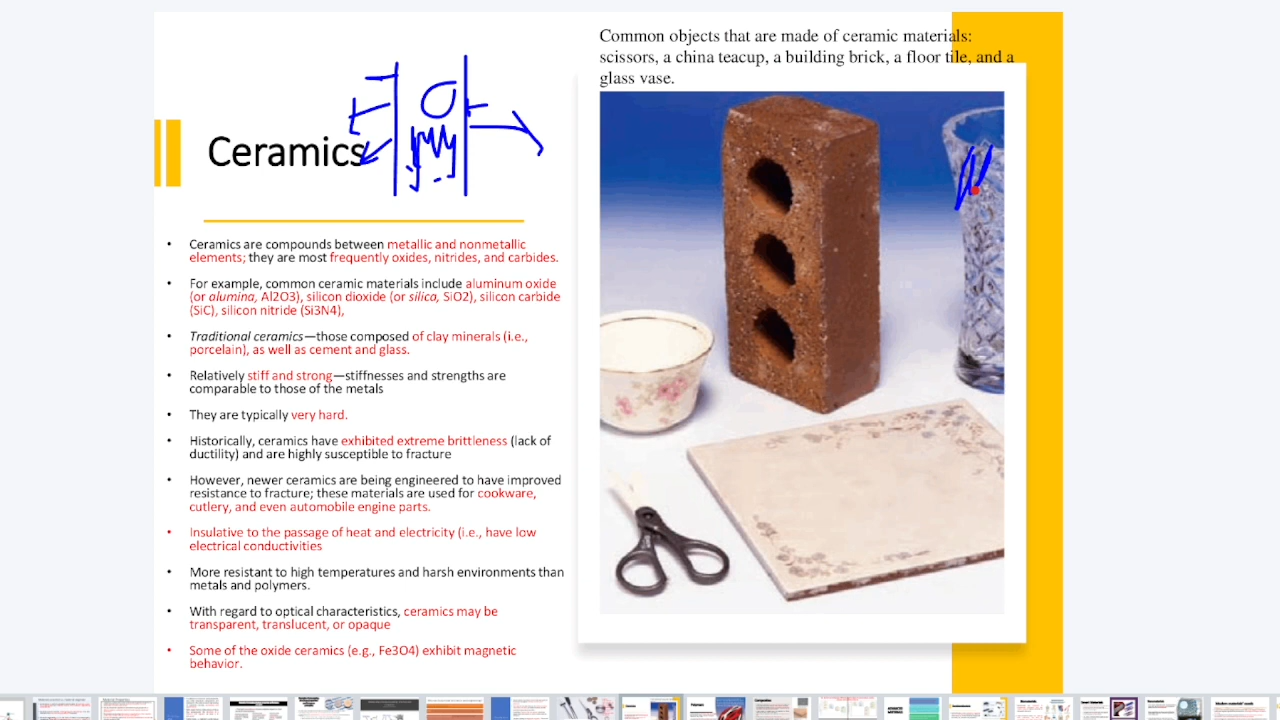 Common objects that are made of ceramic materials:
scissors, a china teacup, a building brick, a floor tile, and a
glass vase.
Ceramics
• Ceramics are compounds between metallic and nonmetallic
elements; they are most frequently oxides, nitrides, and carbides.
• For example, common ceramic materials include aluminum oxide
(or alumina, Al2O3), silicon dioxide (or silica, SiO2), silicon carbide
(SiC), silicon nitride (Si3N4),
• Traditional ceramics—those composed of clay minerals (i.e.,
porcelain), as well as cement and glass.
• Relatively stiff and strong—stiffnesses and strengths are
comparable to those of the metals
• They are typically very hard.
• Historically, ceramics have exhibited extreme brittleness (lack of
ductility) and are highly susceptible to fracture
• However, newer ceramics are being engineered to have improved
resistance to fracture; these materials are used for cookware,
cutlery, and even automobile engine parts.
• Insulative to the passage of heat and electricity (i.e., have low
electrical conductivities
• More resistant to high temperatures and harsh environments than
metals and polymers.
• With regard to optical characteristics, ceramics may be
transparent, translucent, or opaque
• Some of the oxide ceramics (e.g., Fe3O4) exhibit magnetic
behavior.